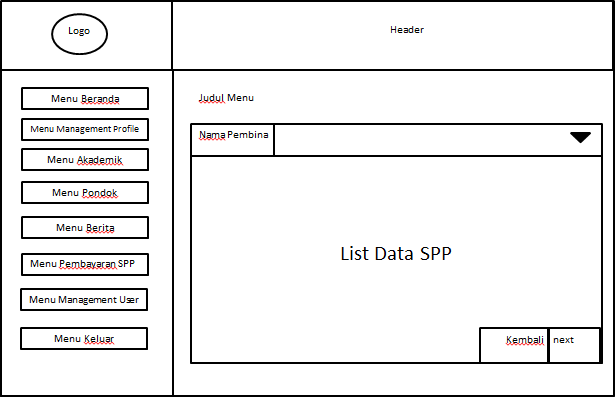 Logo
Header
Menu Beranda
Menu Management Profile
Menu Akademik
Menu Pondok
Menu Berita
Menu Pembayaran SPP
Menu Management User
Menu Keluar
Judul Menu
Nama Pembina
List Data SPP
Kembali
next